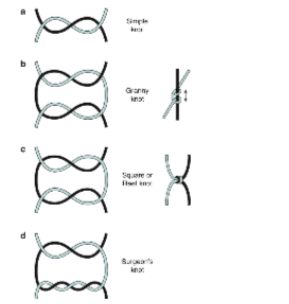 a
Simple
knot
b
Granny
knot
c
Square or
Reef knot
d
Surgeon's
knot